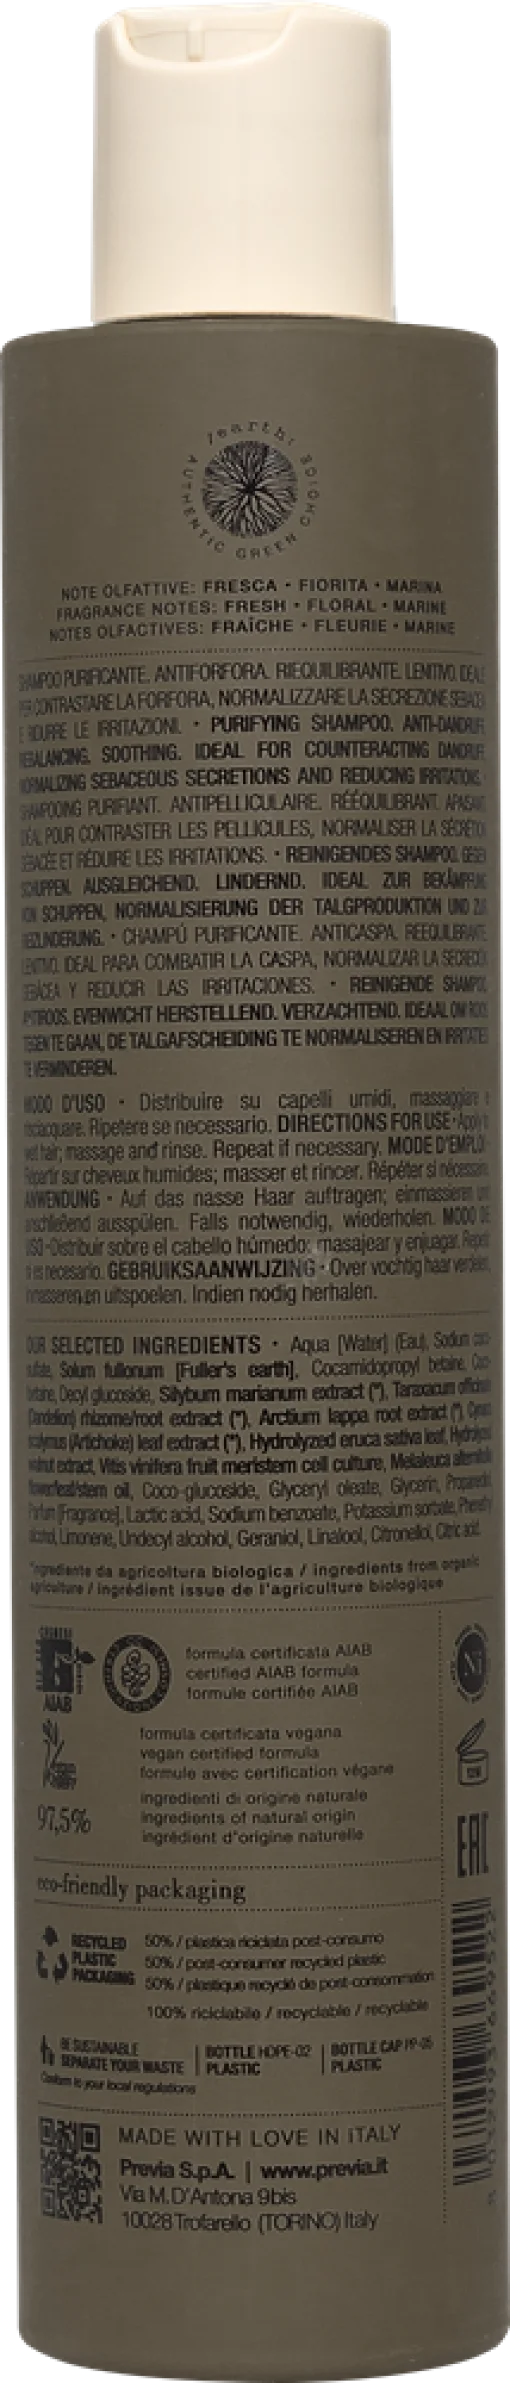 /earth:
AUTHENTIC GREEN CHOICE
NOTE OLFATTIVE: FRESCA • FIORITA • MARINA
FRAGRANCE NOTES: FRESH • FLORAL • MARINE
NOTES OLFACTIVES: FRAÎCHE • FLEURIE • MARINE
SHAMPOO PURIFICANTE. ANTIFORFORA. RIEQUILIBRANTE. LENITIVO. IDEALE
PER CONTRASTARE LA FORFORA, NORMALIZZARE LA SECREZIONE SEBACEA
E RIDURRE LE IRRITAZIONI. • PURIFYING SHAMPOO. ANTI-DANDRUFF.
REBALANCING. SOOTHING. IDEAL FOR COUNTERACTING DANDRUFF,
NORMALIZING SEBACEOUS SECRETIONS AND REDUCING IRRITATIONS. •
SHAMPOOING PURIFIANT. ANTIPELLICULAIRE. RÉÉQUILIBRANT. APAISANT.
IDÉAL POUR CONTRASTER LES PELLICULES, NORMALISER LA SÉCRÉTION
SÉBACÉE ET RÉDUIRE LES IRRITATIONS. • REINIGENDES SHAMPOO. GEGEN
SCHUPPEN. AUSGLEICHEND. LINDERND. IDEAL ZUR BEKÄMPFUNG
VON SCHUPPEN, NORMALISIERUNG DER TALGPRODUKTION UND ZUR
REIZLINDERUNG. • CHAMPÚ PURIFICANTE. ANTICASPA. REEQUILIBRANTE.
LENITIVO. IDEAL PARA COMBATIR LA CASPA, NORMALIZAR LA SECRECIÓN
SEBÁCEA Y REDUCIR LAS IRRITACIONES. • REINIGENDE SHAMPOO,
ANTIROOS. EVENWICHT HERSTELLEND. VERZACHTEND. IDEAAL OM ROOS
TEGEN TE GAAN, DE TALGAFSCHEIDING TE NORMALISEREN EN IRRITATIES
TE VERMINDEREN.
MODO D'USO • Distribuire su capelli umidi, massaggiare e
risciacquare. Ripetere se necessario. DIRECTIONS FOR USE • Apply to
wet hair; massage and rinse. Repeat if necessary. MODE D'EMPLOI •
Répartir sur cheveux humides; masser et rincer. Répéter si nécessaire.
ANWENDUNG • Auf das nasse Haar auftragen; einmassieren und
anschließend ausspülen. Falls notwendig, wiederholen. MODO DE
USO • Distribuir sobre el cabello húmedo; masajear y enjuagar. Repetir
si es necesario. GEBRUIKSAANWIJZING • Over vochtig haar verdelen,
inmasseren en uitspoelen. Indien nodig herhalen.
OUR SELECTED INGREDIENTS • Aqua [Water] (Eau), Sodium coco-
sulfate, Solum fullonum [Fuller's earth], Cocamidopropyl betaine, Coco-
betaine, Decyl glucoside, Silybum marianum extract (*), Taraxacum officinale
(Dandelion) rhizome/root extract (*), Arctium lappa root extract (*), Cynara
scolymus (Artichoke) leaf extract (*), Hydrolyzed eruca sativa leaf, Hydrolyzed
walnut extract, Vitis vinifera fruit meristem cell culture, Melaleuca alternifolia
flower/leaf/stem oil, Coco-glucoside, Glyceryl oleate, Glycerin, Propanediol,
Parfum [Fragrance], Lactic acid, Sodium benzoate, Potassium sorbate, Phenethyl
alcohol, Limonene, Undecyl alcohol, Geraniol, Linalool, Citronellol, Citric acid.
*ingrediente da agricoltura biologica / ingredients from organic
agriculture / ingrédient issue de l'agriculture biologique
AIAB
formula certificata AIAB
certified AIAB formula
formule certifiée AIAB
Ni
formula certificata vegana
vegan certified formula
formule avec certification végane
12M
97,5%
ingredienti di origine naturale
ingredients of natural origin
ingrédient d'origine naturelle
EAC
eco-friendly packaging
RECYCLED
PLASTIC
PACKAGING
50% / plastica riciclata post-consumo
50% / post-consumer recycled plastic
50% / plastique recyclé de post-consommation
100% riciclabile / recyclable / recyclable
BE SUSTAINABLE
SEPARATE YOUR WASTE
Conform to your local regulations
BOTTLE HDPE-02
PLASTIC
BOTTLE CAP PP-05
PLASTIC
MADE WITH LOVE IN iTALY
Previa S.p.A. | www.previa.it
Via M.D'Antona 9bis
10028 Trofarello (TORINO) Italy